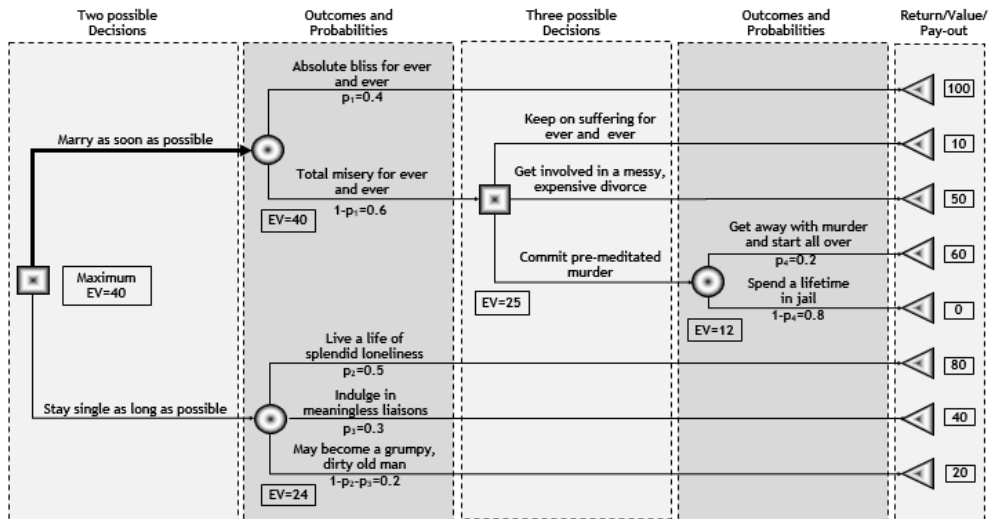 Two possible
Decisions
Outcomes and
Probabilities
Three possible
Decisions
Outcomes and
Probabilities
Return/Value/
Pay-out
Absolute bliss for ever
and ever
p₁=0.4
100
Marry as soon as possible
Keep on suffering for
ever and ever
10
Total misery for ever
and ever
1-p₁=0.6
EV=40
Get involved in a messy,
expensive divorce
50
Maximum
EV=40
Commit pre-meditated
murder
EV=25
Get away with murder
and start all over
p₄=0.2
60
Spend a lifetime
in jail
1-p₄=0.8
0
EV=12
Live a life of
splendid loneliness
p₂=0.5
80
Stay single as long as possible
Indulge in
meaningless liaisons
p₃=0.3
40
May become a grumpy,
dirty old man
1-p₂-p₃=0.2
20
EV=24